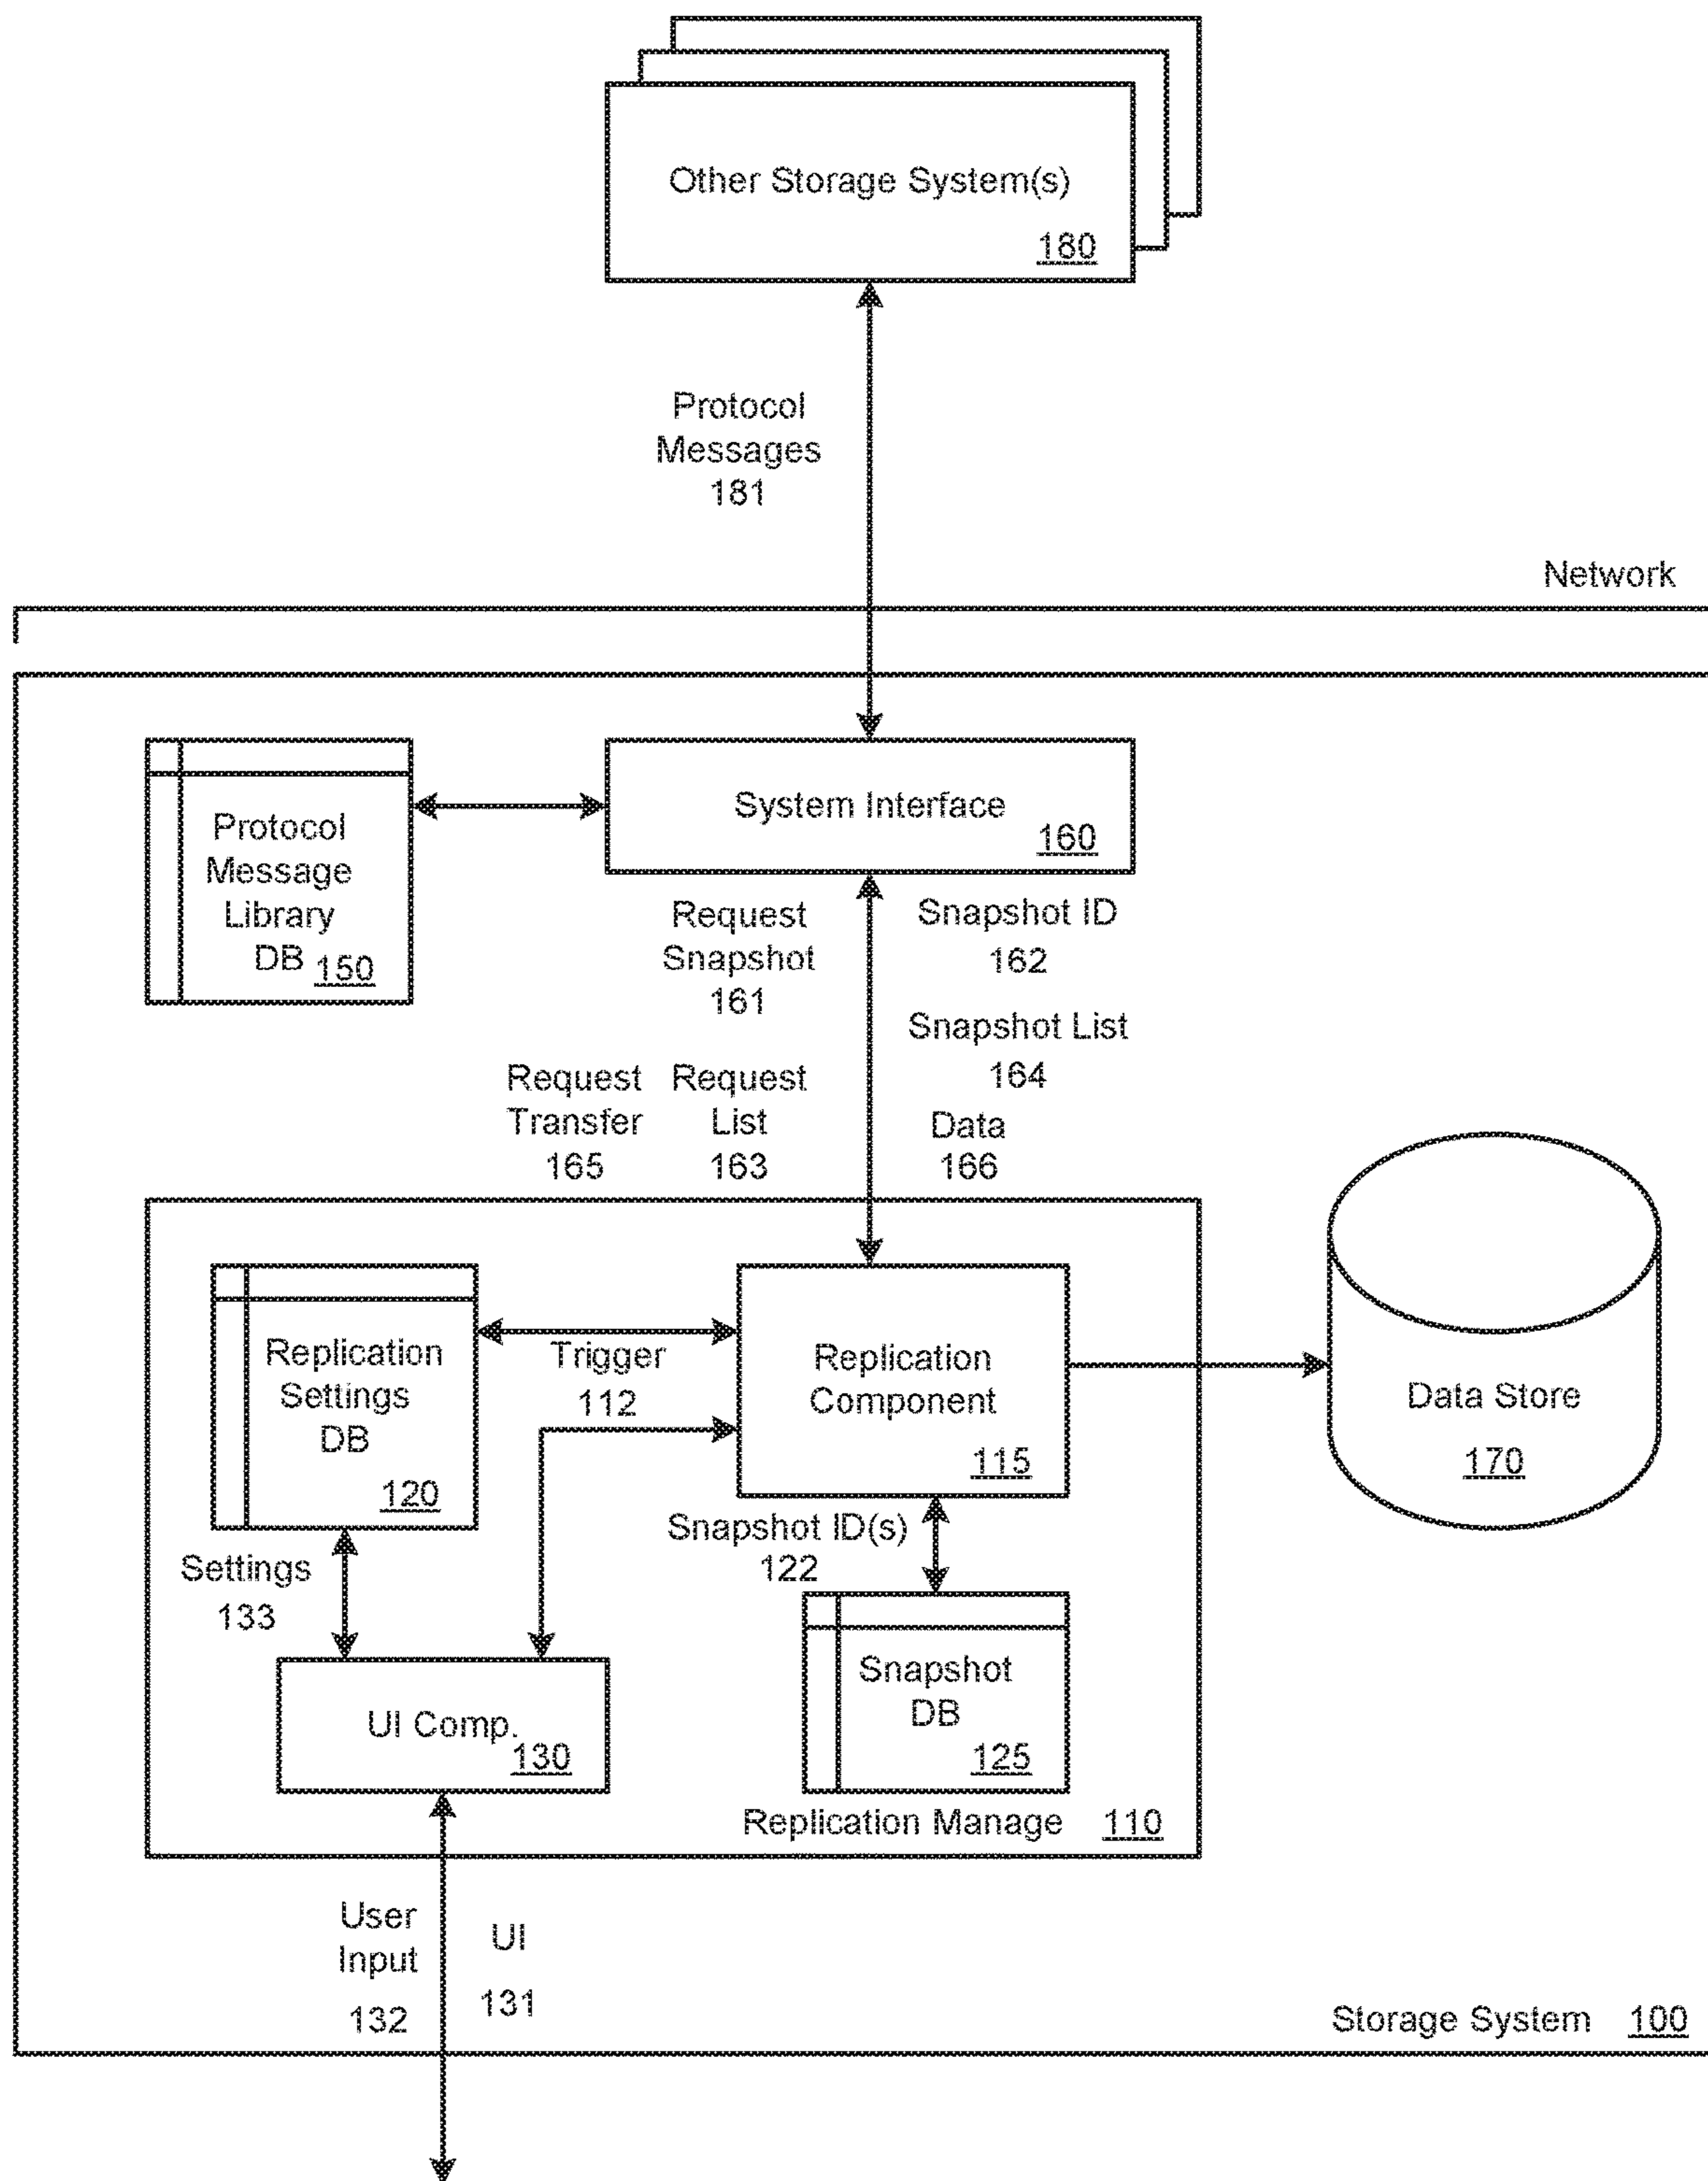 Other Storage System(s)
180
Protocol
Messages
181
Network
System Interface
160
Protocol
Message
Library
DB 150
Request
Snapshot
161
Snapshot ID
162
Snapshot List
164
Request
Transfer
165
Request
List
163
Data
166
Replication
Settings
DB
120
Trigger
112
Replication
Component
115
Data Store
170
Settings
133
Snapshot ID(s)
122
UI Comp.
130
Snapshot
DB
125
Replication Manage 110
User
Input
132
UI
131
Storage System 100